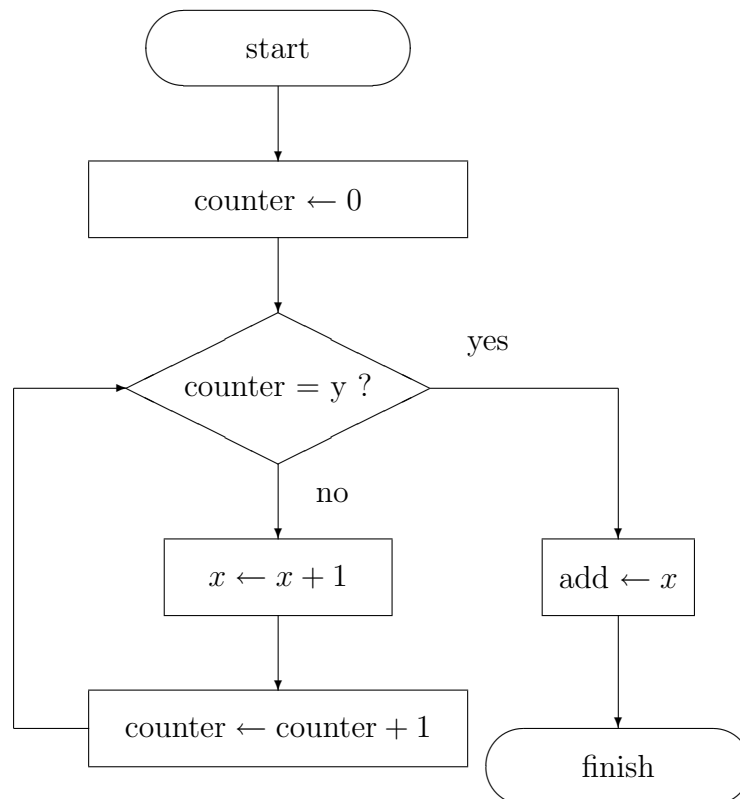 start
counter ← 0
counter = y ?
yes
no
x ← x + 1
add ← x
counter ← counter + 1
finish